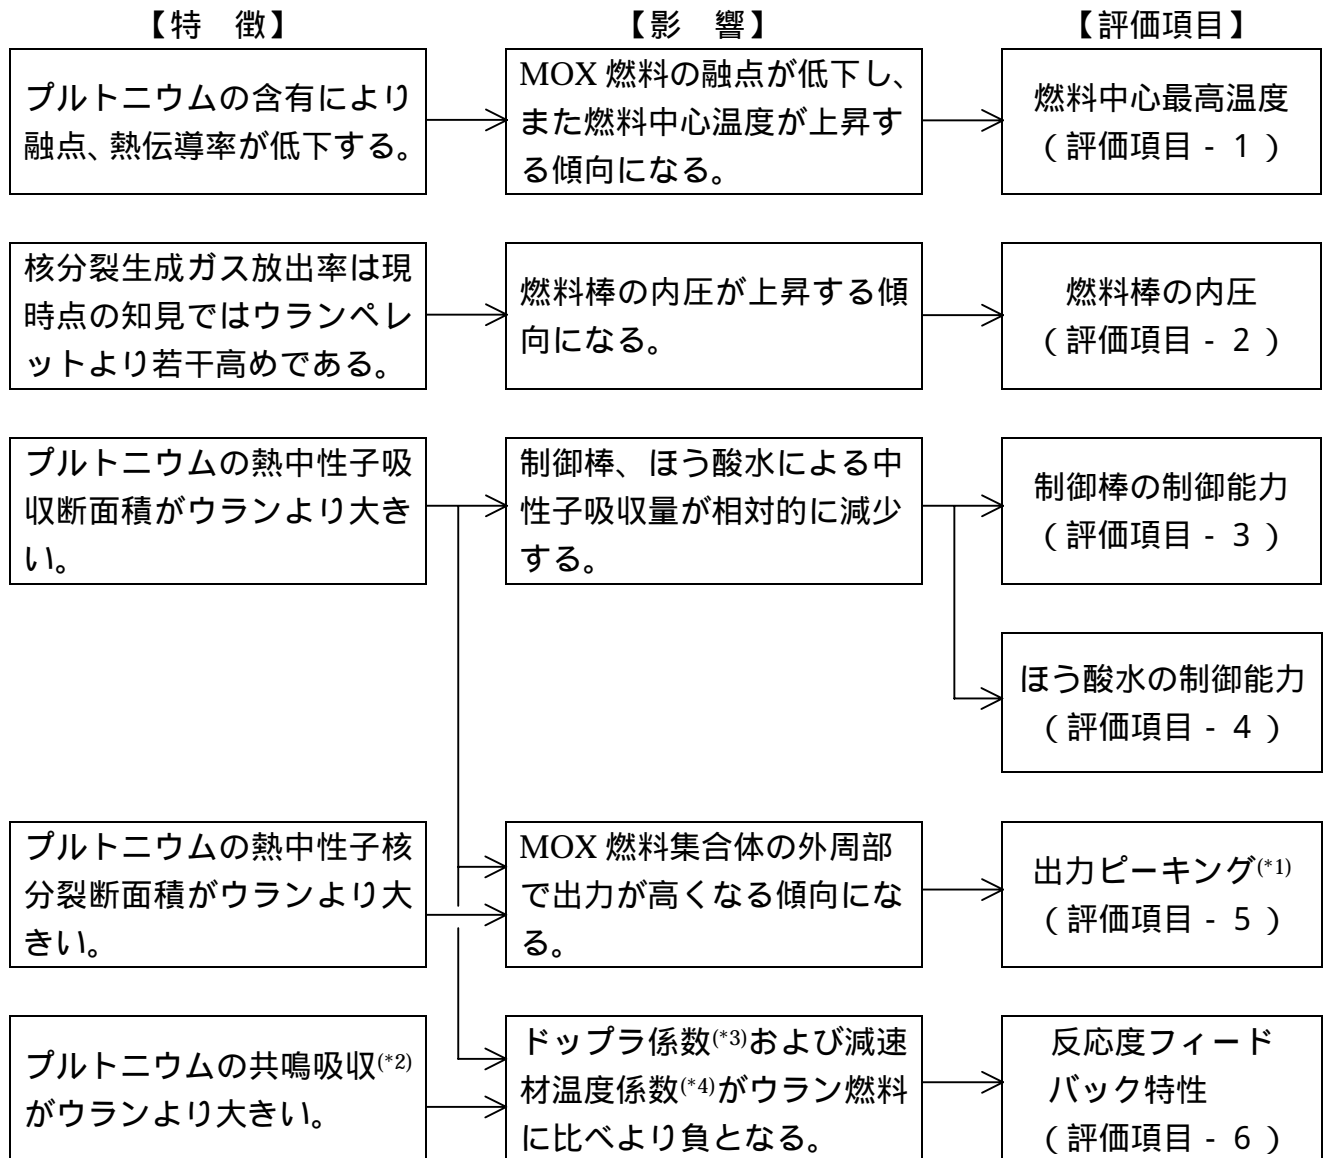 【特　徴】
【影　響】
【評価項目】
プルトニウムの含有により
融点、熱伝導率が低下する。
MOX 燃料の融点が低下し、
また燃料中心温度が上昇す
る傾向になる。
燃料中心最高温度
（評価項目 - 1 ）
核分裂生成ガス放出率は現
時点の知見ではウランペレ
ットより若干高めである。
燃料棒の内圧が上昇する傾
向になる。
燃料棒の内圧
（評価項目 - 2 ）
プルトニウムの熱中性子吸
収断面積がウランより大き
い。
制御棒、ほう酸水による中
性子吸収量が相対的に減少
する。
制御棒の制御能力
（評価項目 - 3 ）
ほう酸水の制御能力
（評価項目 - 4 ）
プルトニウムの熱中性子核
分裂断面積がウランより大
きい。
MOX 燃料集合体の外周部
で出力が高くなる傾向にな
る。
出力ピーキング(*1)
（評価項目 - 5 ）
プルトニウムの共鳴吸収(*2)
がウランより大きい。
ドップラ係数(*3)および減速
材温度係数(*4)がウラン燃料
に比べより負となる。
反応度フィード
バック特性
（評価項目 - 6 ）